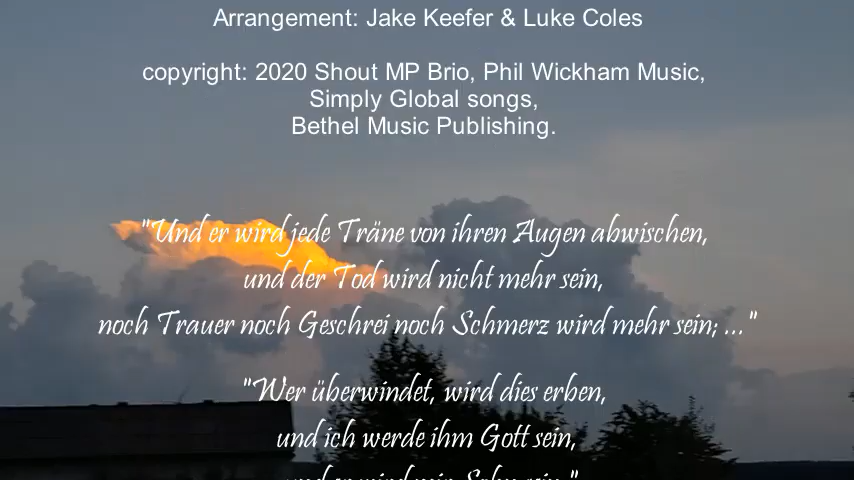 Arrangement: Jake Keefer & Luke Coles
copyright: 2020 Shout MP Brio, Phil Wickham Music,
Simply Global songs,
Bethel Music Publishing.
"Und er wird jede Träne von ihren Augen abwischen,
und der Tod wird nicht mehr sein,
noch Trauer noch Geschrei noch Schmerz wird mehr sein; ..."
"Wer überwindet, wird dies erben,
und ich werde ihm Gott sein,